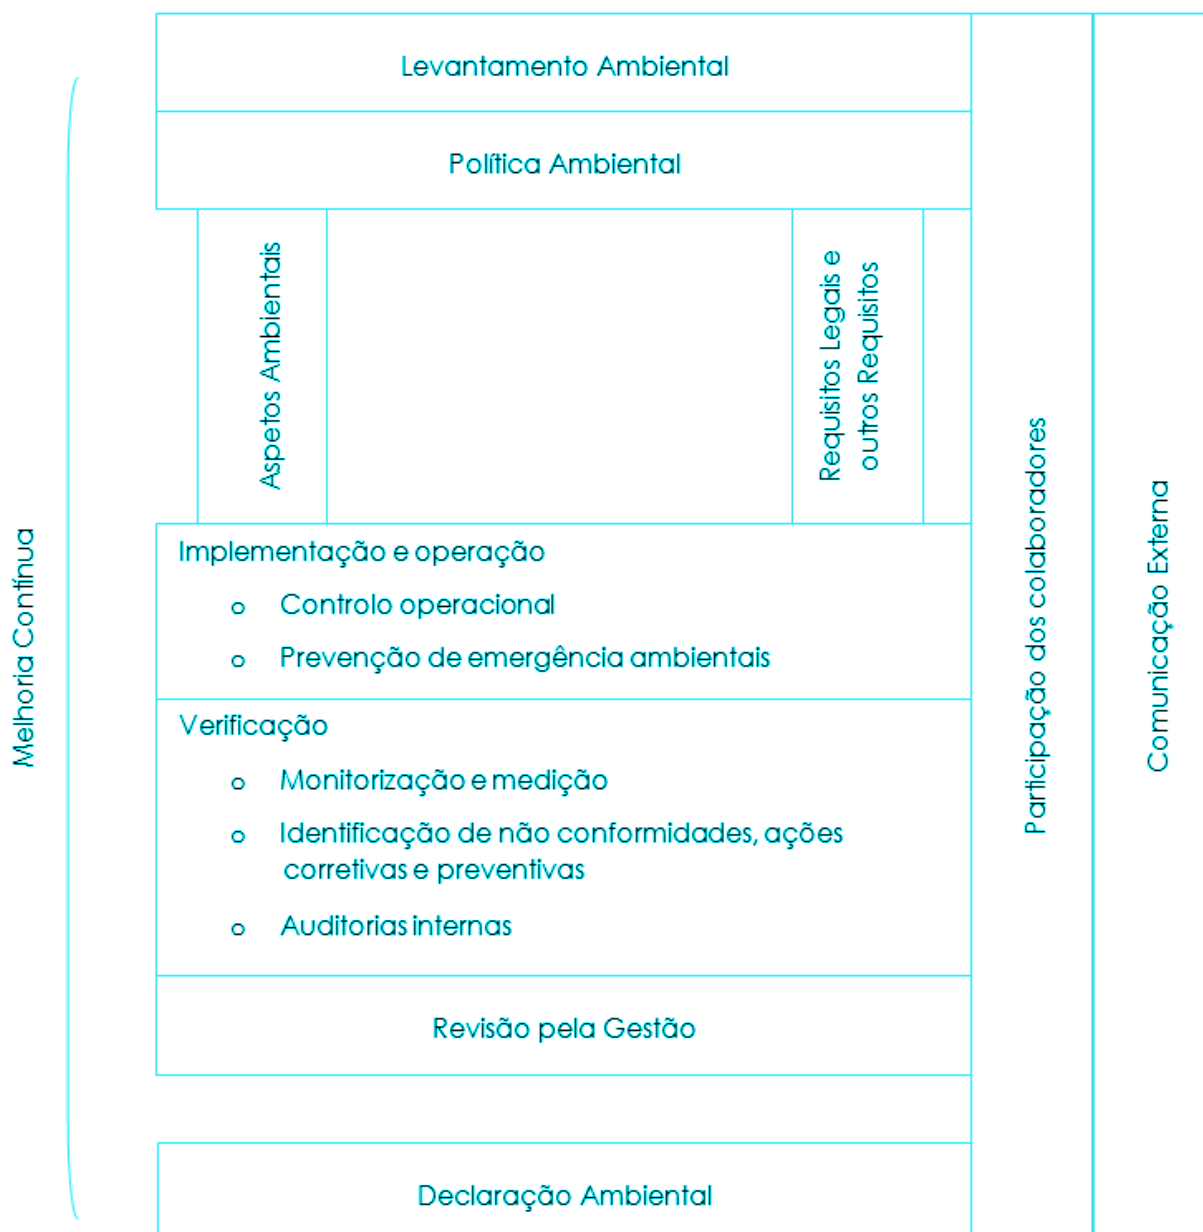 Levantamento Ambiental
Política Ambiental
Aspetos Ambientais
Requisitos Legais e
outros Requisitos
Implementação e operação
o Controlo operacional
o Prevenção de emergência ambientais
Verificação
o Monitorização e medição
o Identificação de não conformidades, ações
corretivas e preventivas
o Auditorias internas
Revisão pela Gestão
Declaração Ambiental
Melhoria Contínua
Participação dos colaboradores
Comunicação Externa